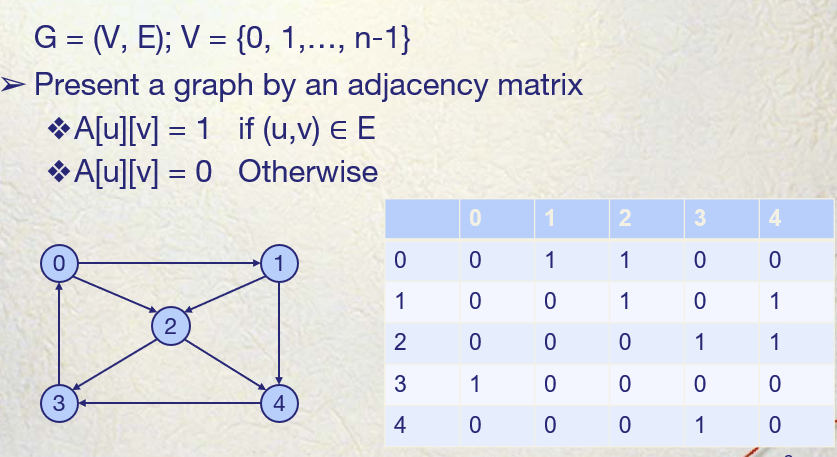 G = (V, E); V = {0, 1,…, n-1}
➢ Present a graph by an adjacency matrix
❖A[u][v] = 1 if (u,v) ∈ E
❖A[u][v] = 0 Otherwise
0 1 2 3 4
0 0 1 1 0 0
1 0 0 1 0 1
2 0 0 0 1 1
3 1 0 0 0 0
4 0 0 0 1 0
0 1
2
3 4